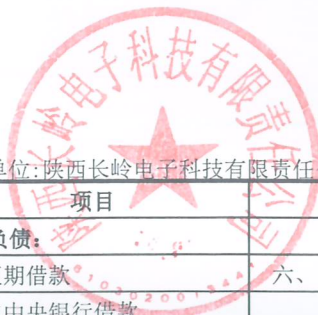 陕西长岭电子科技有限责任公司
单位:陕西长岭电子科技有限责任
项目
负债:
期借款 六、
中央银行借款